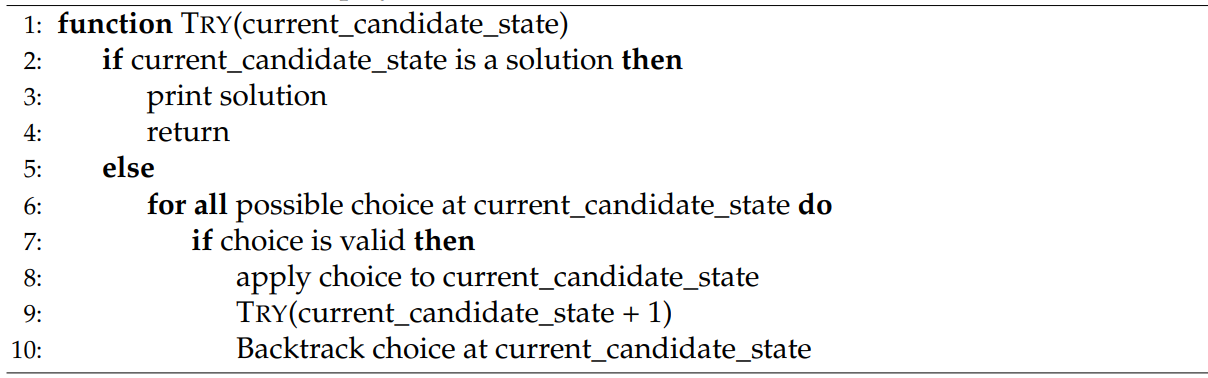 1: function TRY(current_candidate_state)
2: if current_candidate_state is a solution then
3: print solution
4: return
5: else
6: for all possible choice at current_candidate_state do
7: if choice is valid then
8: apply choice to current_candidate_state
9: TRY(current_candidate_state + 1)
10: Backtrack choice at current_candidate_state